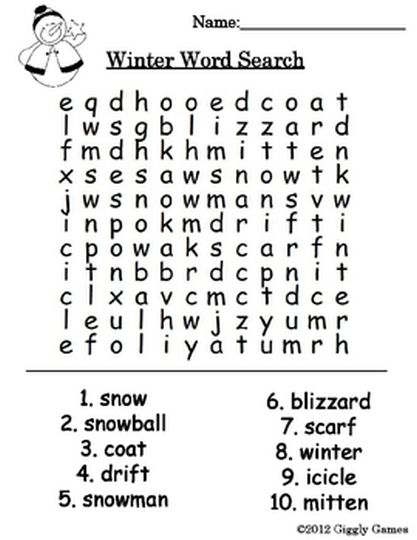 Name:
Winter Word Search
e q d h o o e d c o a t
l w s g b l i z z a r d
f m d h k h m i t t e n
x s e s a w s n o w t k
j w s n o w m a n s v w
i n p o k m d r i f t i
c p o w a k s c a r f n
i t n b b r d c p n i t
c l x a v c m c t d c e
l e u l h w j z y u m r
e f o l i y a t u m r h
1. snow
2. snowball
3. coat
4. drift
5. snowman
6. blizzard
7. scarf
8. winter
9. icicle
10. mitten
©2012 Giggly Games